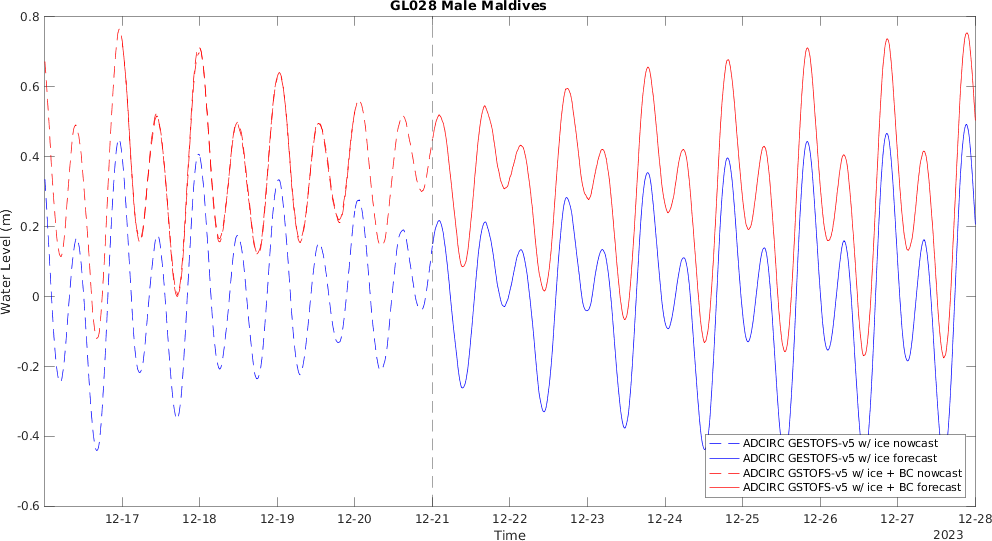 GL028 Male Maldives
0.8
0.6
0.4
0.2
0
-0.2
-0.4
-0.6
Water Level (m)
ADCIRC GESTOFS-v5 w/ ice nowcast
ADCIRC GESTOFS-v5 w/ ice forecast
ADCIRC GSTOFS-v5 w/ ice + BC nowcast
ADCIRC GSTOFS-v5 w/ ice + BC forecast
12-17 12-18 12-19 12-20 12-21 12-22 12-23 12-24 12-25 12-26 12-27 12-28
Time
2023